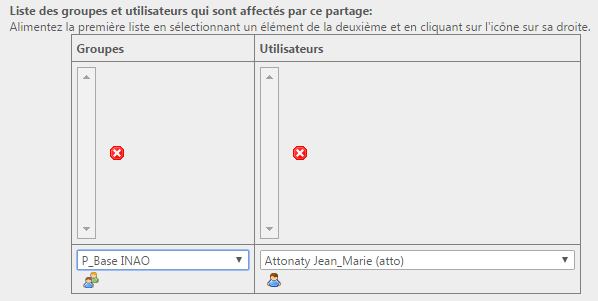 Liste des groupes et utilisateurs qui sont affectés par ce partage:
Alimentez la première liste en sélectionnant un élément de la deuxième et en cliquant sur l'icône sur sa droite.
Groupes Utilisateurs
P_Base INAO Attonaty Jean_Marie (atto)